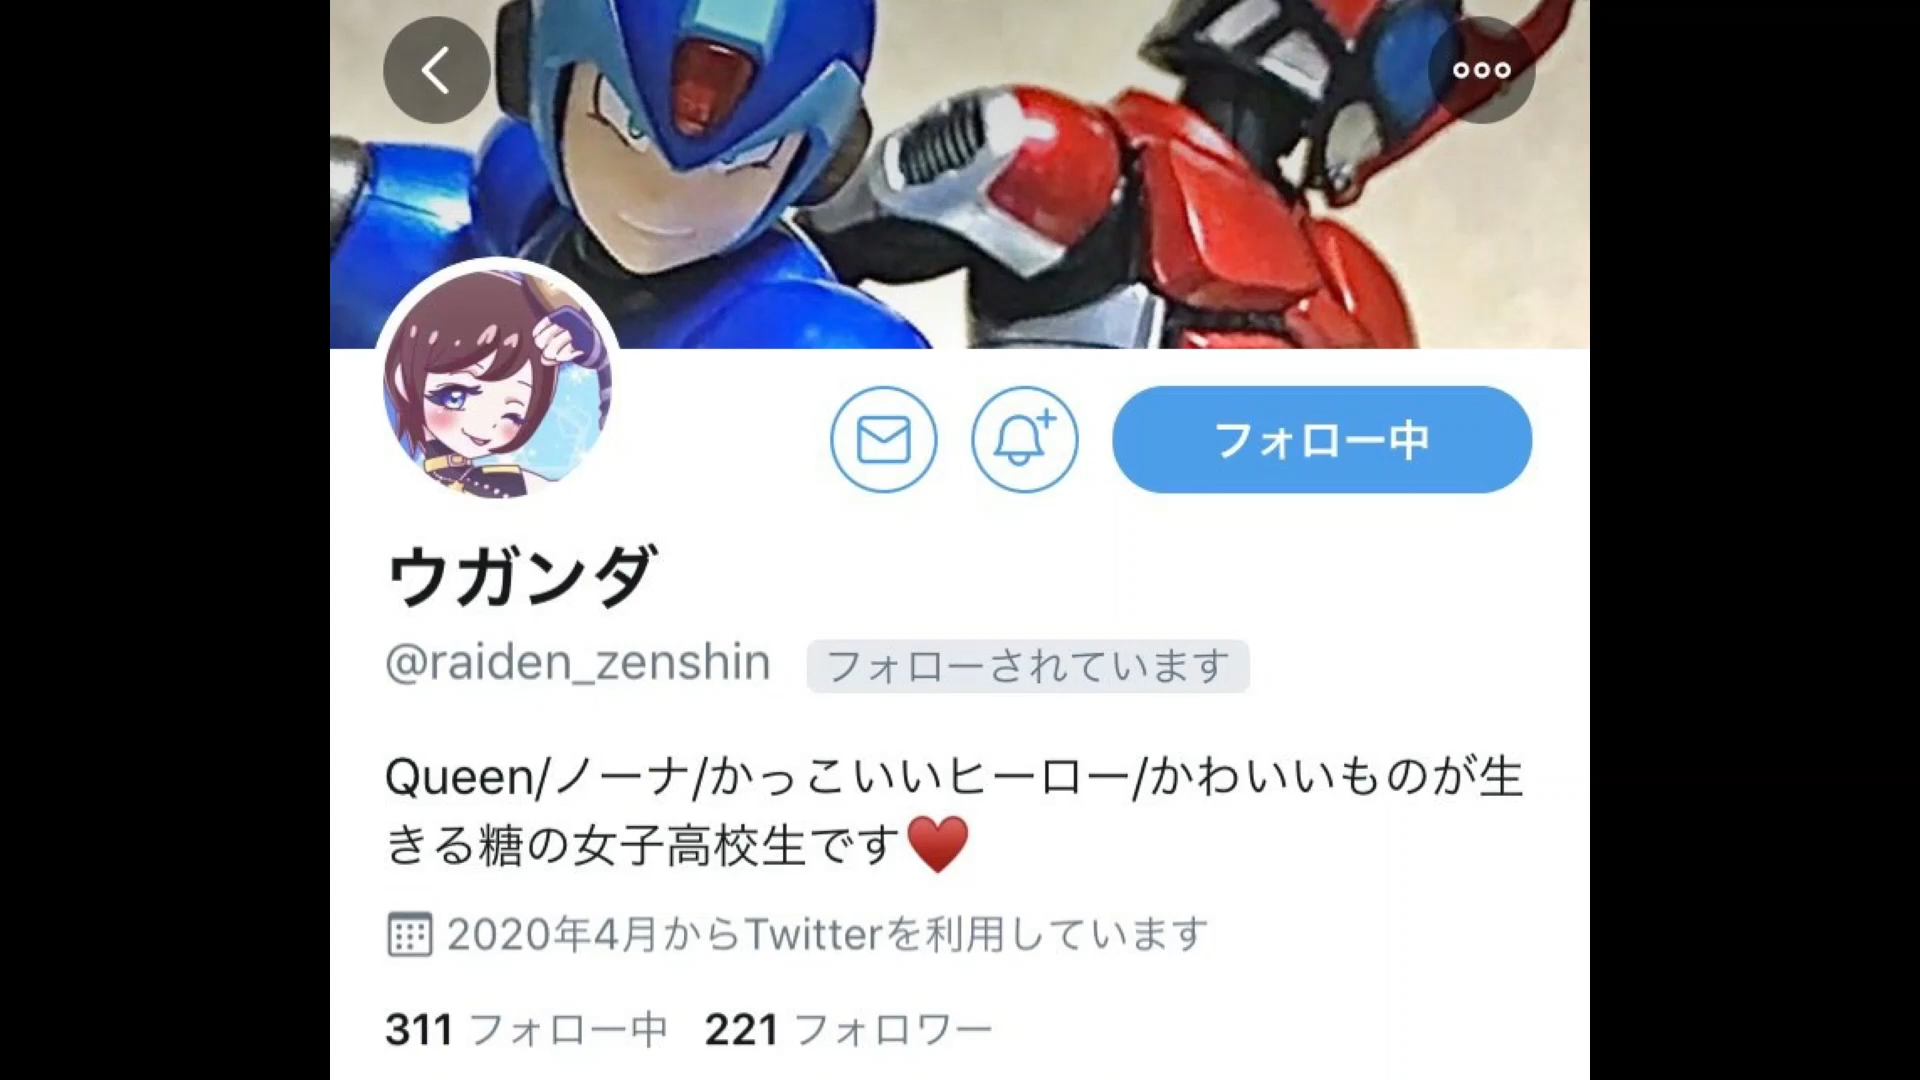 フォロー中
ウガンダ
@raiden_zenshin フォローされています
Queen/ノーナ/かっこいいヒーロー/かわいいものが生
きる糖の女子高校生です♥️
2020年4月からTwitterを利用しています
311 フォロー中 221 フォロワー